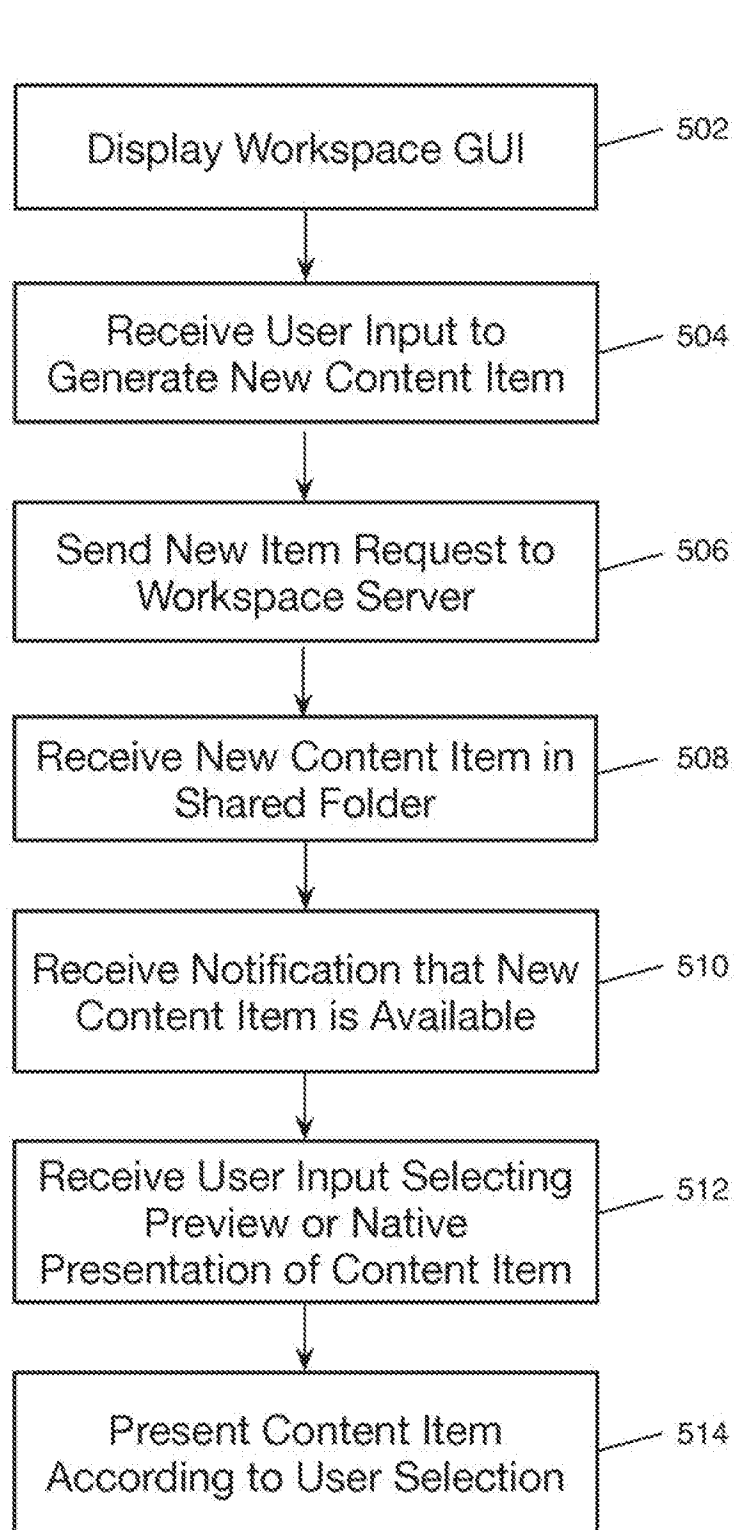 Display Workspace GUI
502
Receive User Input to
Generate New Content Item
504
Send New Item Request to
Workspace Server
506
Receive New Content Item in
Shared Folder
508
Receive Notification that New
Content Item is Available
510
Receive User Input Selecting
Preview or Native
Presentation of Content Item
512
Present Content Item
According to User Selection
514